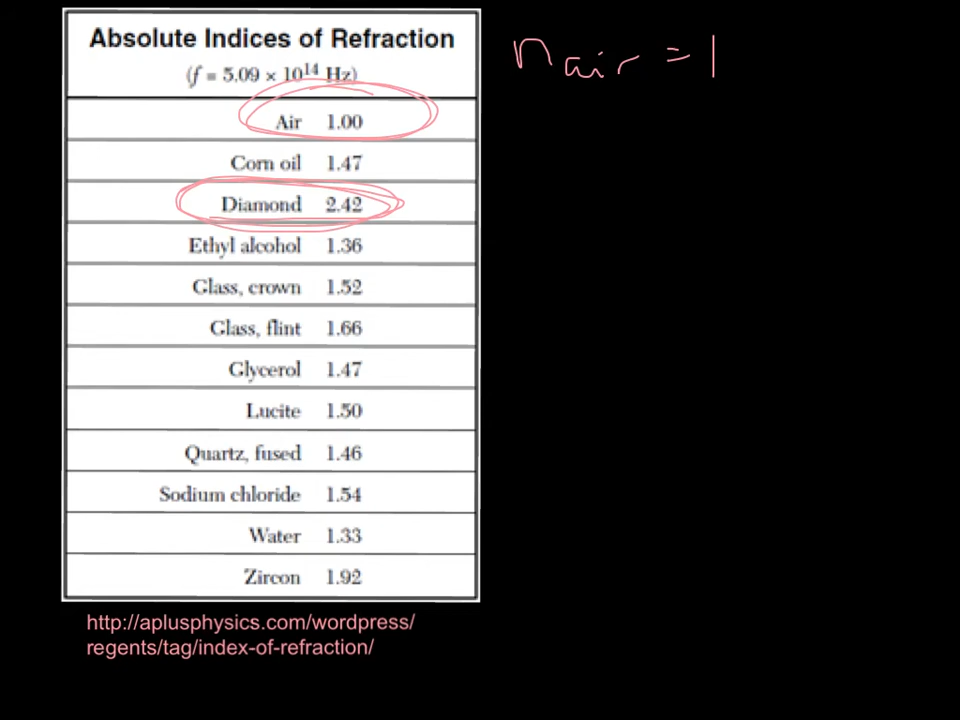 Absolute Indices of Refraction
(f = 5.09 × 10¹⁴ Hz)
Air 1.00
Corn oil 1.47
Diamond 2.42
Ethyl alcohol 1.36
Glass, crown 1.52
Glass, flint 1.66
Glycerol 1.47
Lucite 1.50
Quartz, fused 1.46
Sodium chloride 1.54
Water 1.33
Zircon 1.92
n air = 1
http://aplusphysics.com/wordpress/
regents/tag/index-of-refraction/